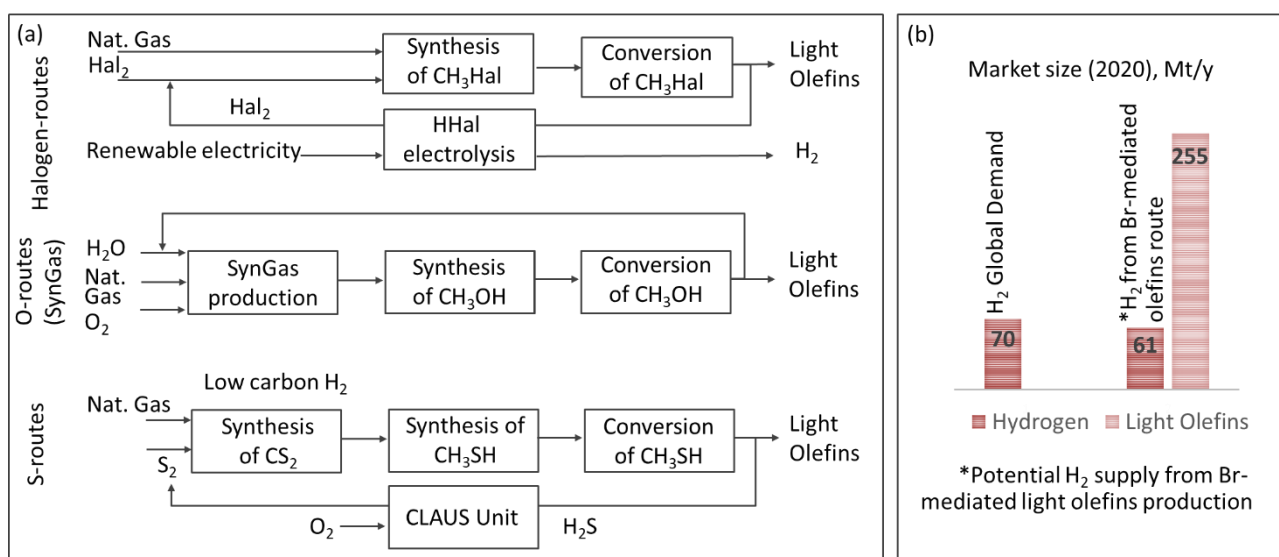 (a)
Halogen-routes
Nat. Gas
Hal₂
Synthesis
of CH₃Hal
Conversion
of CH₃Hal
Light
Olefins
Hal₂
HHal
electrolysis
Renewable electricity
H₂
O-routes
(SynGas)
H₂O
Nat.
Gas
O₂
SynGas
production
Synthesis
of CH₃OH
Conversion
of CH₃OH
Light
Olefins
S-routes
Low carbon H₂
Nat. Gas
S₂
Synthesis
of CS₂
Synthesis of
CH₃SH
Conversion
of CH₃SH
Light
Olefins
O₂
CLAUS Unit
H₂S
(b)
Market size (2020), Mt/y
H₂ Global Demand
*H₂ from Br-mediated
olefins route
70
61
255
Hydrogen
Light Olefins
*Potential H₂ supply from Br-
mediated light olefins production